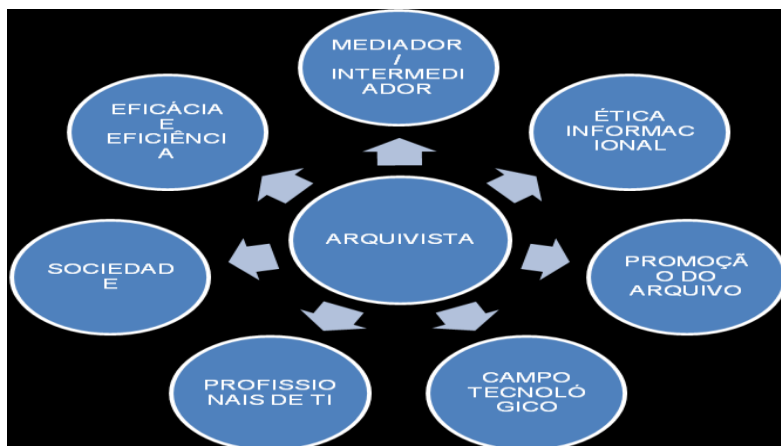 MEDIADOR
/
INTERMEDI
ADOR
ÉTICA
INFORMAC
IONAL
PROMOÇÃ
O DO
ARQUIVO
CAMPO
TECNOLÓ
GICO
PROFISSIO
NAIS DE TI
SOCIEDAD
E
EFICÁCIA
E
EFICIÊNCI
A
ARQUIVISTA